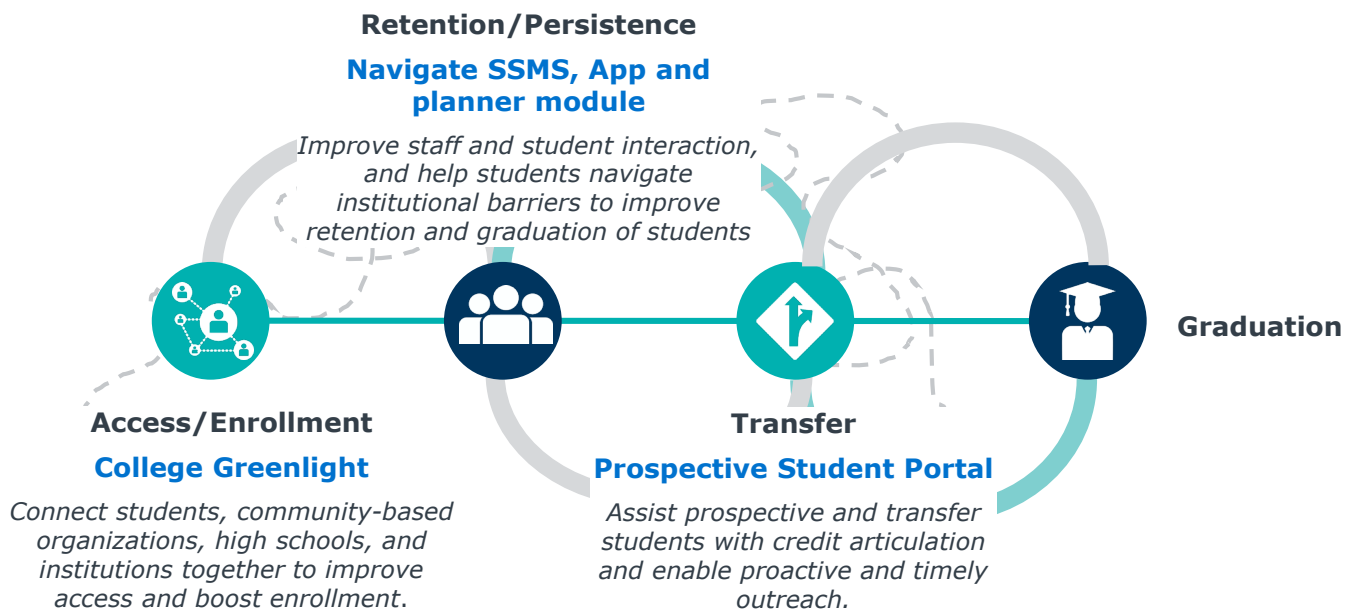 Retention/Persistence
Navigate SSMS, App and
planner module
Improve staff and student interaction,
and help students navigate
institutional barriers to improve
retention and graduation of students
Graduation
Access/Enrollment
College Greenlight
Connect students, community-based
organizations, high schools, and
institutions together to improve
access and boost enrollment.
Transfer
Prospective Student Portal
Assist prospective and transfer
students with credit articulation
and enable proactive and timely
outreach.